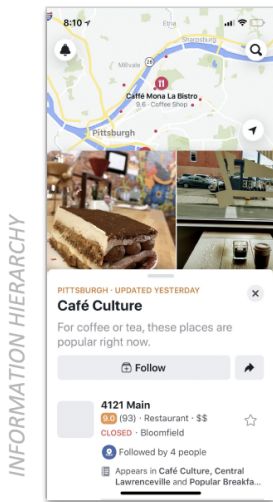 INFORMATION HIERARCHY
8:10
Etna
Sharpsburg
Millvale
28
Caffé Mona La Bistro
9.6 · Coffee Shop
Pittsburgh
PITTSBURGH · UPDATED YESTERDAY
Café Culture
For coffee or tea, these places are
popular right now.
Follow
4121 Main
9.0 (93) · Restaurant · $$
CLOSED · Bloomfield
Followed by 4 people
Appears in Café Culture, Central
Lawrenceville and Popular Breakfa...